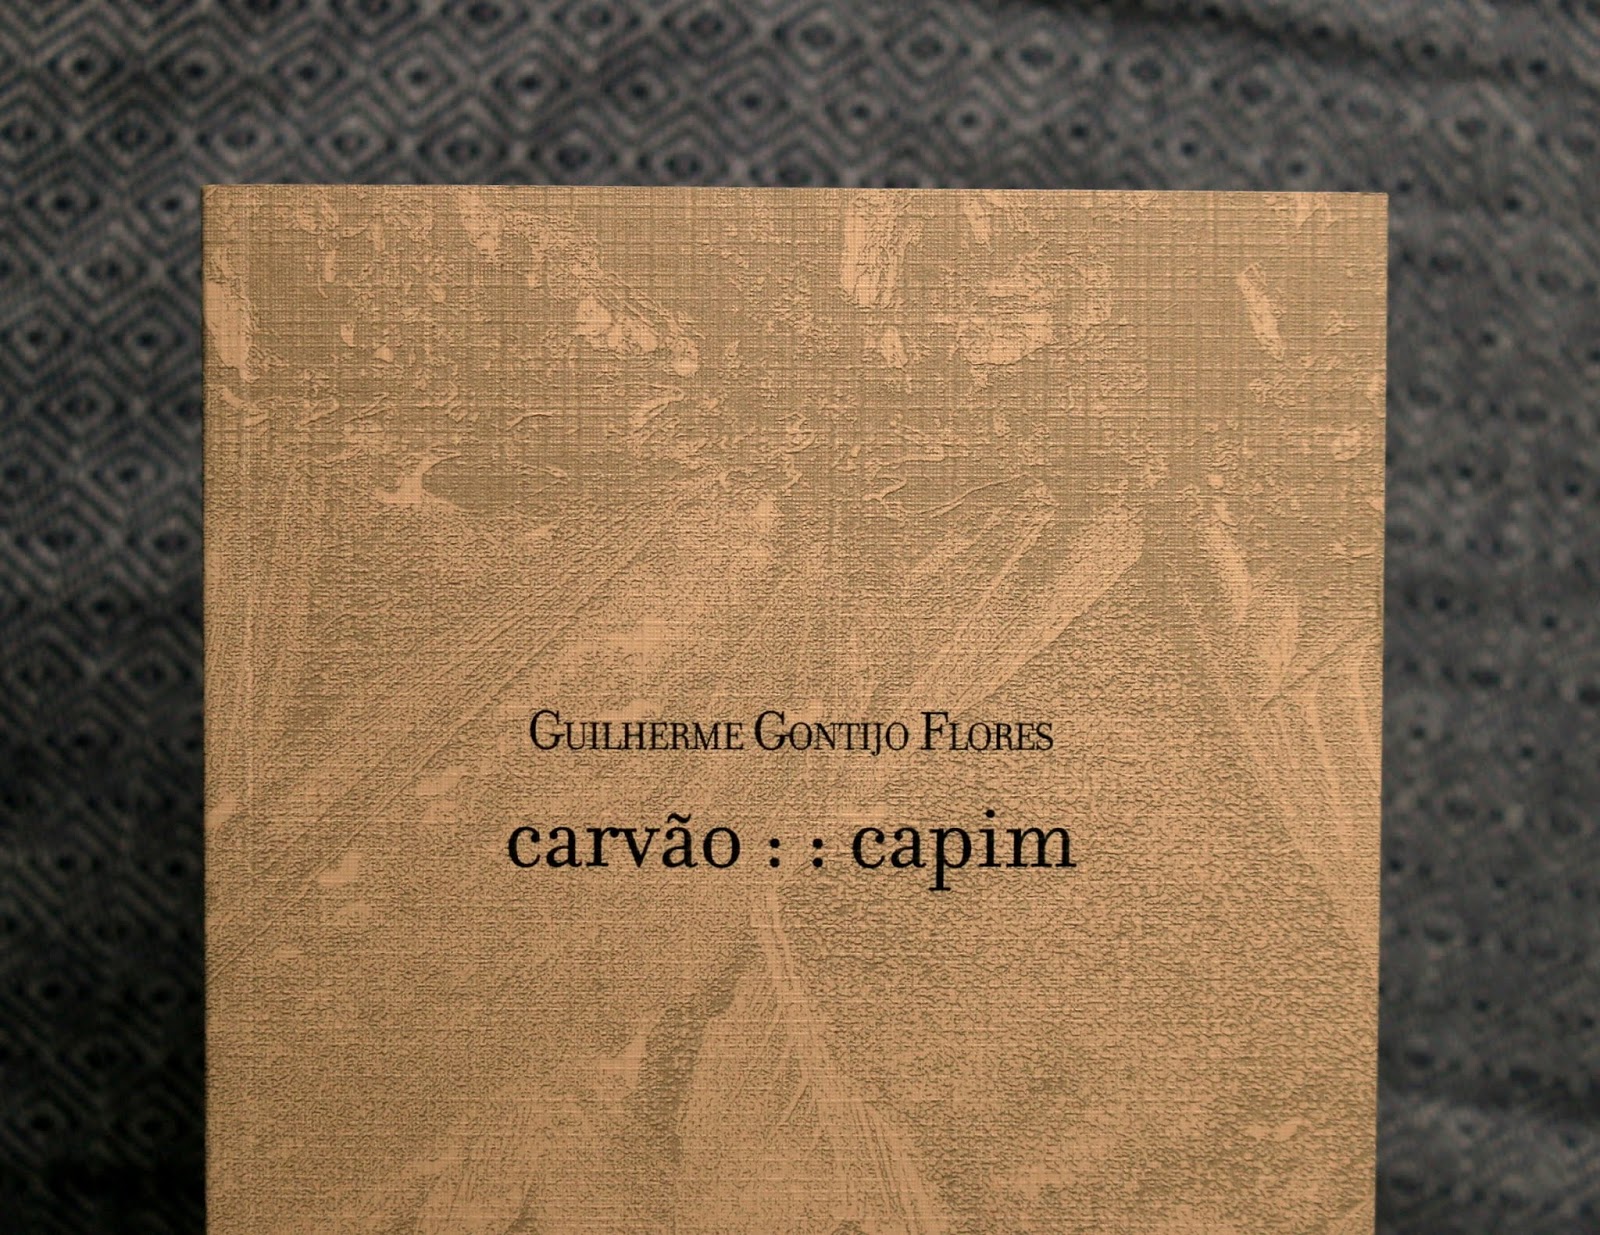 GUILHERME GONTIJO FLORES
carvão : : capim